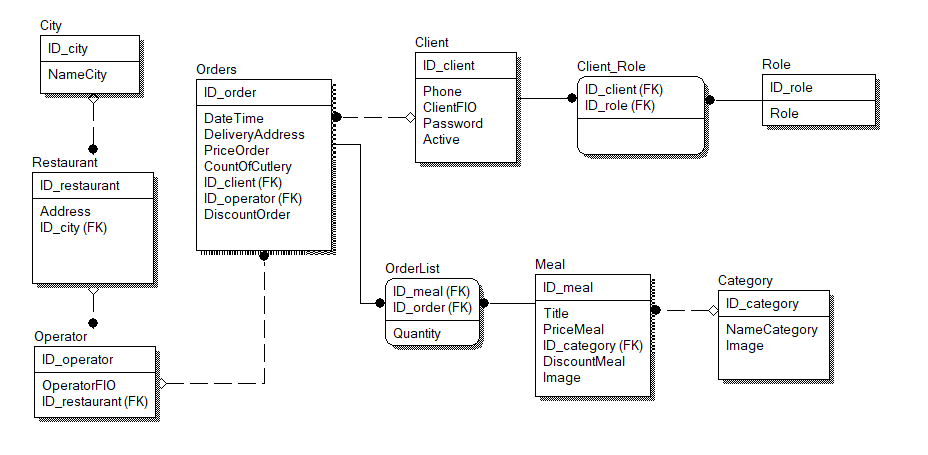 City
ID_city
NameCity
Restaurant
ID_restaurant
Address
ID_city (FK)
Operator
ID_operator
OperatorFIO
ID_restaurant (FK)
Orders
ID_order
DateTime
DeliveryAddress
PriceOrder
CountOfCutlery
ID_client (FK)
ID_operator (FK)
DiscountOrder
Client
ID_client
Phone
ClientFIO
Password
Active
Client_Role
ID_client (FK)
ID_role (FK)
Role
ID_role
Role
OrderList
ID_meal (FK)
ID_order (FK)
Quantity
Meal
ID_meal
Title
PriceMeal
ID_category (FK)
DiscountMeal
Image
Category
ID_category
NameCategory
Image